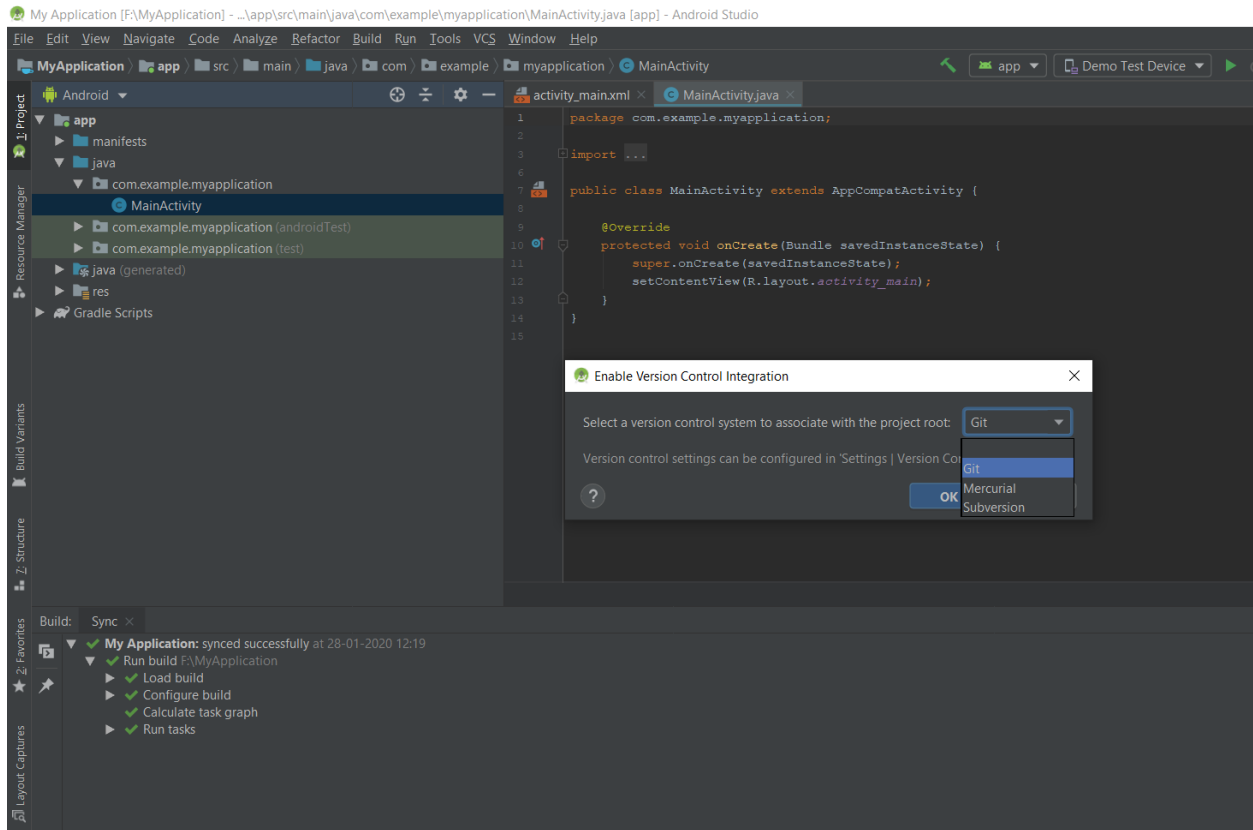 My Application [F:\MyApplication] - ...\app\src\main\java\com\example\myapplication\MainActivity.java [app] - Android Studio
File Edit View Navigate Code Analyze Refactor Build Run Tools VCS Window Help
MyApplication app src main java com example myapplication MainActivity app Demo Test Device
1: Project
Resource Manager
Build Variants
Z: Structure
2: Favorites
Layout Captures
Android
app
manifests
java
com.example.myapplication
MainActivity
com.example.myapplication (androidTest)
com.example.myapplication (test)
java (generated)
res
Gradle Scripts
activity_main.xml MainActivity.java
1 package com.example.myapplication;
2
3 import ...
6
7 public class MainActivity extends AppCompatActivity {
8
9 @Override
10 protected void onCreate(Bundle savedInstanceState) {
11 super.onCreate(savedInstanceState);
12 setContentView(R.layout.activity_main);
13 }
14 }
15
Enable Version Control Integration
Select a version control system to associate with the project root: Git
Version control settings can be configured in 'Settings | Version Co
Git
Mercurial
Subversion
? OK
Build: Sync
My Application: synced successfully at 28-01-2020 12:19
Run build F:\MyApplication
Load build
Configure build
Calculate task graph
Run tasks